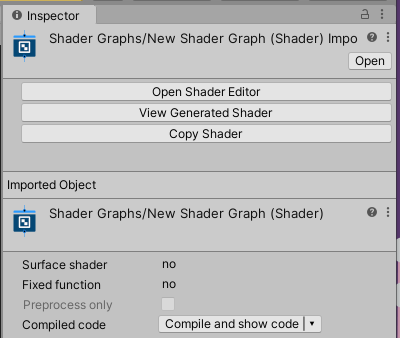 Inspector
Shader Graphs/New Shader Graph (Shader) Impo
Open
Open Shader Editor
View Generated Shader
Copy Shader
Imported Object
Shader Graphs/New Shader Graph (Shader)
Surface shader no
Fixed function no
Preprocess only
Compiled code Compile and show code